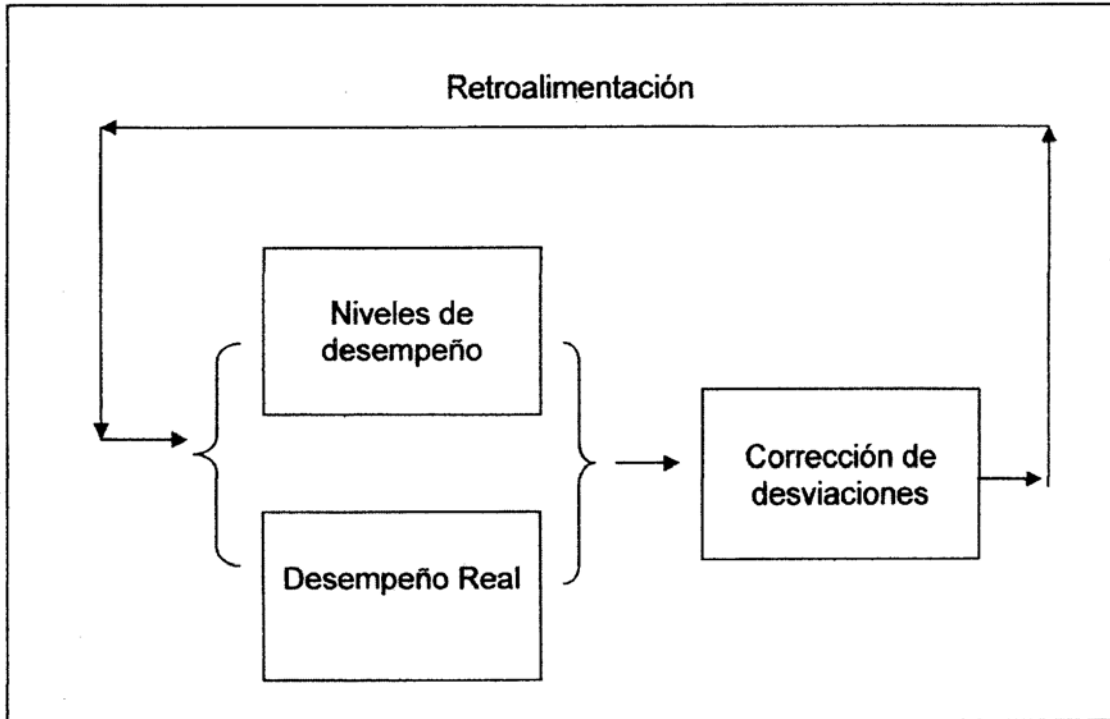 Retroalimentación
Niveles de
desempeño
Corrección de
desviaciones
Desempeño Real